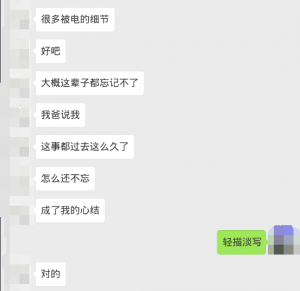 很多被电的细节
好吧
大概这辈子都忘记不了
我爸说我
这事都过去这么久了
怎么还不忘
成了我的心结
轻描淡写
对的